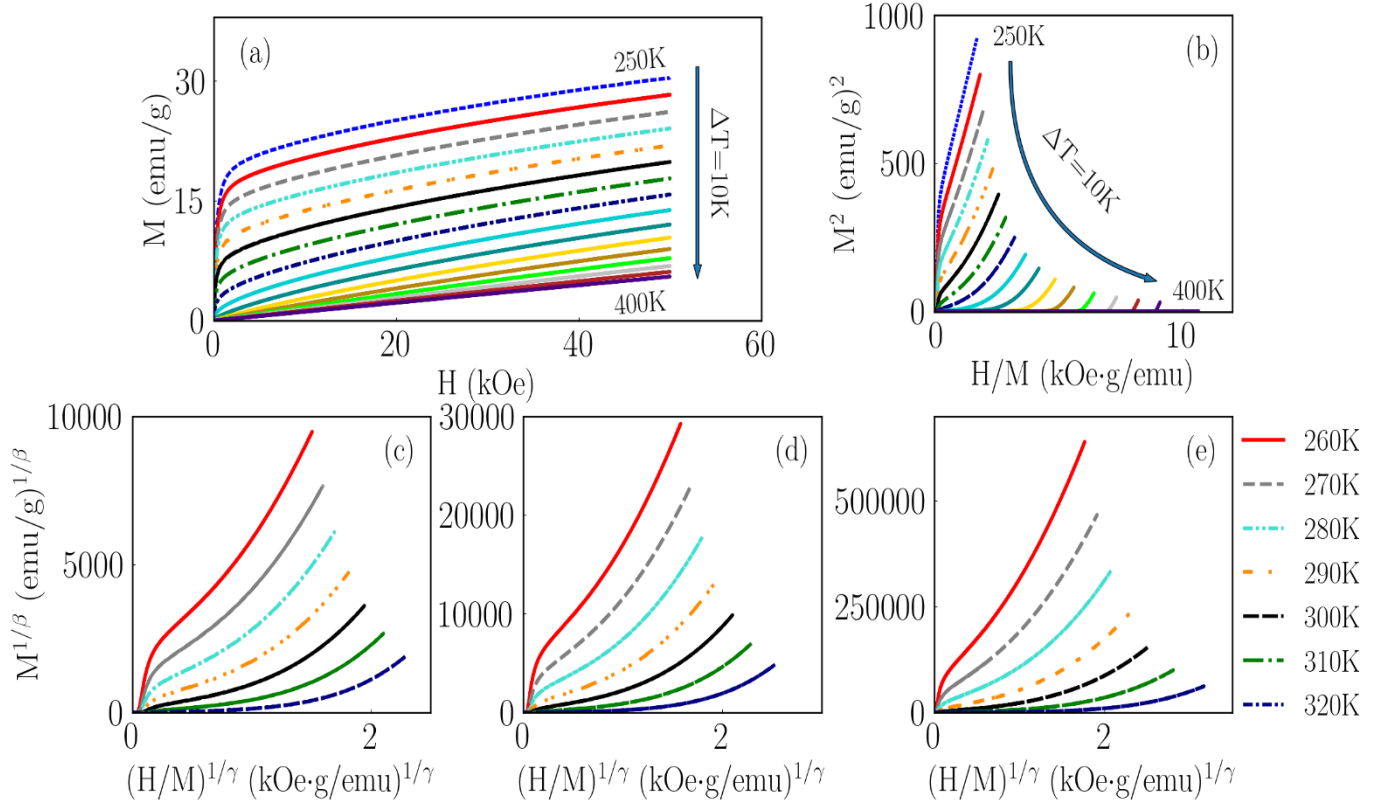 (a)
250K
ΔT=10K
400K
M (emu/g)
30
15
0
0
20
40
60
H (kOe)
(b)
250K
ΔT=10K
400K
M² (emu/g)²
1000
500
0
0
10
H/M (kOe·g/emu)
(c)
M^{1/β} (emu/g)^{1/β}
10000
5000
0
0
2
(H/M)^{1/γ} (kOe·g/emu)^{1/γ}
(d)
30000
20000
10000
0
0
2
(H/M)^{1/γ} (kOe·g/emu)^{1/γ}
(e)
500000
250000
0
0
2
(H/M)^{1/γ} (kOe·g/emu)^{1/γ}
260K
270K
280K
290K
300K
310K
320K